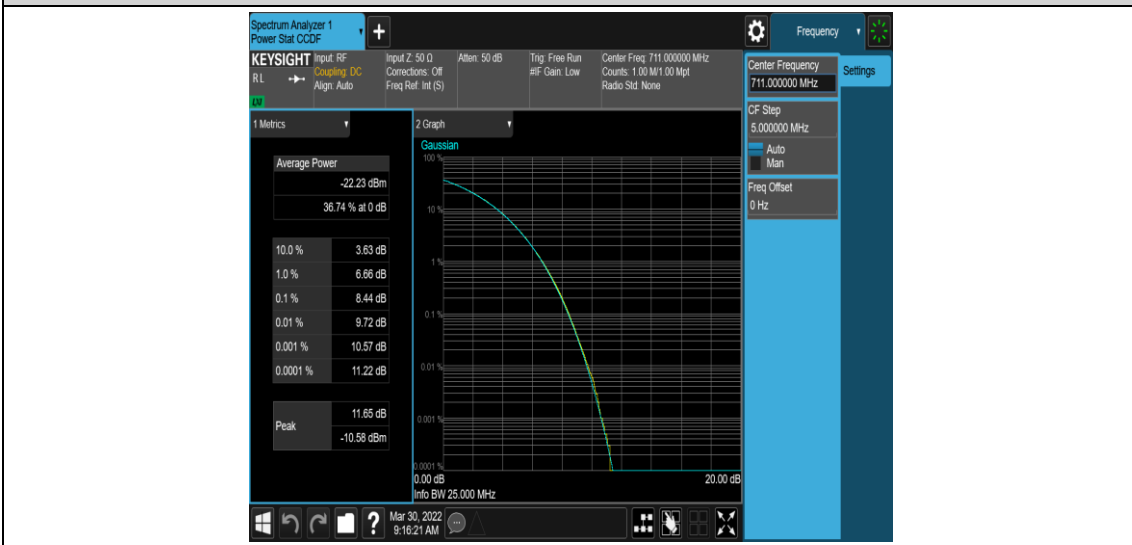 Spectrum Analyzer 1
Power Stat CCDF
+
Frequency
KEYSIGHT
RL
LXI
Input: RF
Coupling: DC
Align: Auto
Input Z: 50 Ω
Corrections: Off
Freq Ref: Int (S)
Atten: 50 dB
Trig: Free Run
#IF Gain: Low
Center Freq: 711.000000 MHz
Counts: 1.00 M/1.00 Mpt
Radio Std: None
Center Frequency
711.000000 MHz
Settings
CF Step
5.000000 MHz
Auto
Man
Freq Offset
0 Hz
1 Metrics
Average Power
-22.23 dBm
36.74 % at 0 dB
10.0 % 3.63 dB
1.0 % 6.66 dB
0.1 % 8.44 dB
0.01 % 9.72 dB
0.001 % 10.57 dB
0.0001 % 11.22 dB
Peak 11.65 dB
-10.58 dBm
2 Graph
Gaussian
100 %
10 %
1 %
0.1 %
0.01 %
0.001 %
0.0001 %
0.00 dB 20.00 dB
Info BW 25.000 MHz
?
Mar 30, 2022
9:16:21 AM